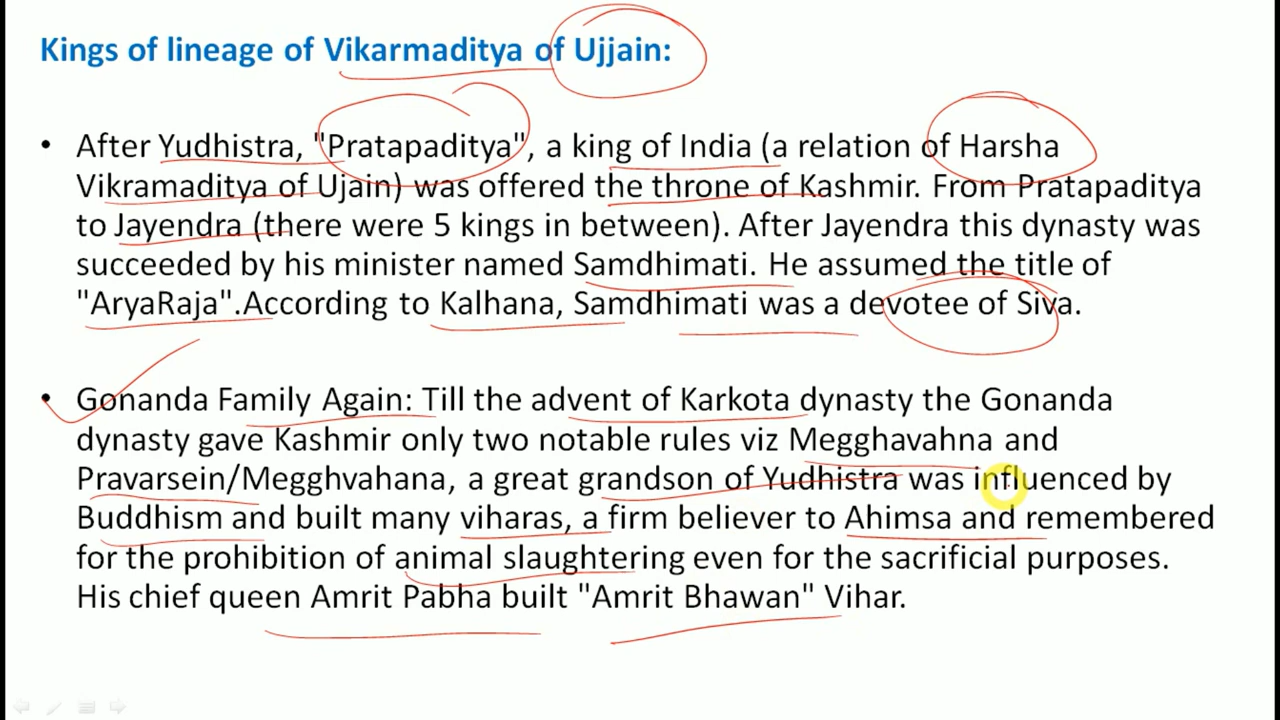 Kings of lineage of Vikarmaditya of Ujjain:
• After Yudhistra, "Pratapaditya", a king of India (a relation of Harsha
Vikramaditya of Ujain) was offered the throne of Kashmir. From Pratapaditya
to Jayendra (there were 5 kings in between). After Jayendra this dynasty was
succeeded by his minister named Samdhimati. He assumed the title of
"AryaRaja".According to Kalhana, Samdhimati was a devotee of Siva.
• Gonanda Family Again: Till the advent of Karkota dynasty the Gonanda
dynasty gave Kashmir only two notable rules viz Megghavahna and
Pravarsein/Megghvahana, a great grandson of Yudhistra was influenced by
Buddhism and built many viharas, a firm believer to Ahimsa and remembered
for the prohibition of animal slaughtering even for the sacrificial purposes.
His chief queen Amrit Pabha built "Amrit Bhawan" Vihar.